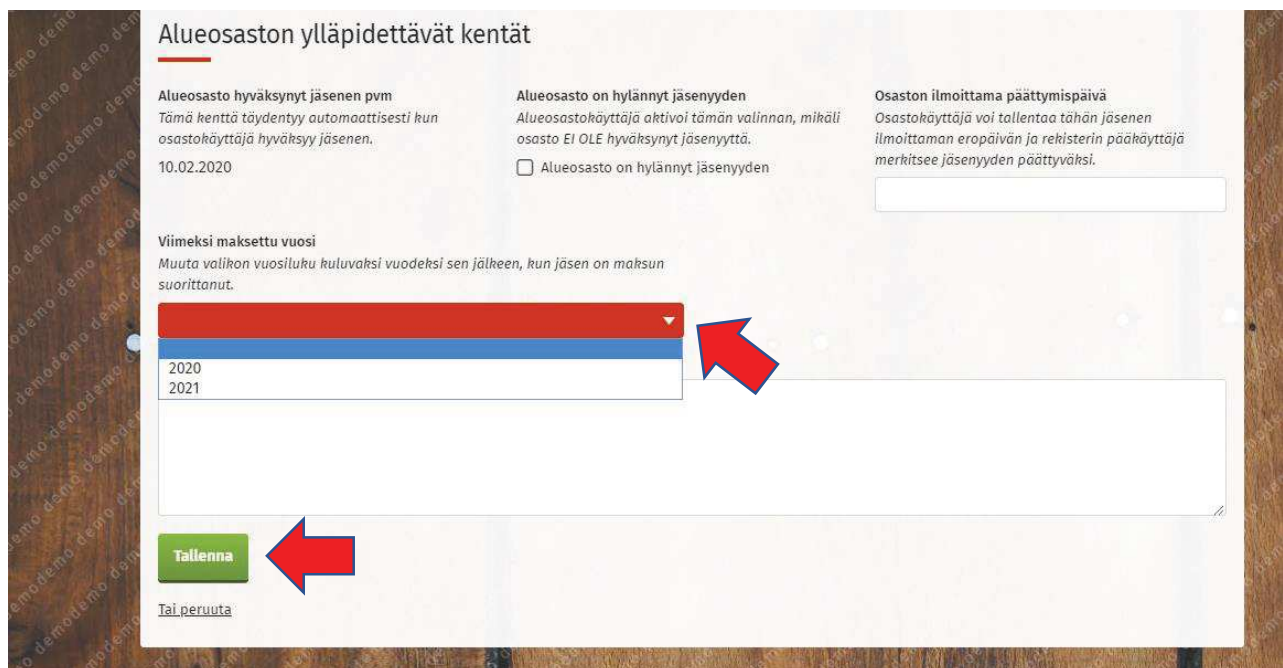 Alueosaston ylläpidettävät kentät
Alueosasto hyväksynyt jäsenen pvm
Tämä kenttä täydentyy automaattisesti kun
osastokäyttäjä hyväksyy jäsenen.
10.02.2020
Alueosasto on hylännyt jäsenyyden
Alueosastokäyttäjä aktivoi tämän valinnan, mikäli
osasto EI OLE hyväksynyt jäsenyyttä.
Alueosasto on hylännyt jäsenyyden
Osaston ilmoittama päättymispäivä
Osastokäyttäjä voi tallentaa tähän jäsenen
ilmoittaman eropäivän ja rekisterin pääkäyttäjä
merkitsee jäsenyyden päättyväksi.
Viimeksi maksettu vuosi
Muuta valikon vuosiluku kuluvaksi vuodeksi sen jälkeen, kun jäsen on maksun
suorittanut.
2020
2021
Tallenna
Tai peruuta